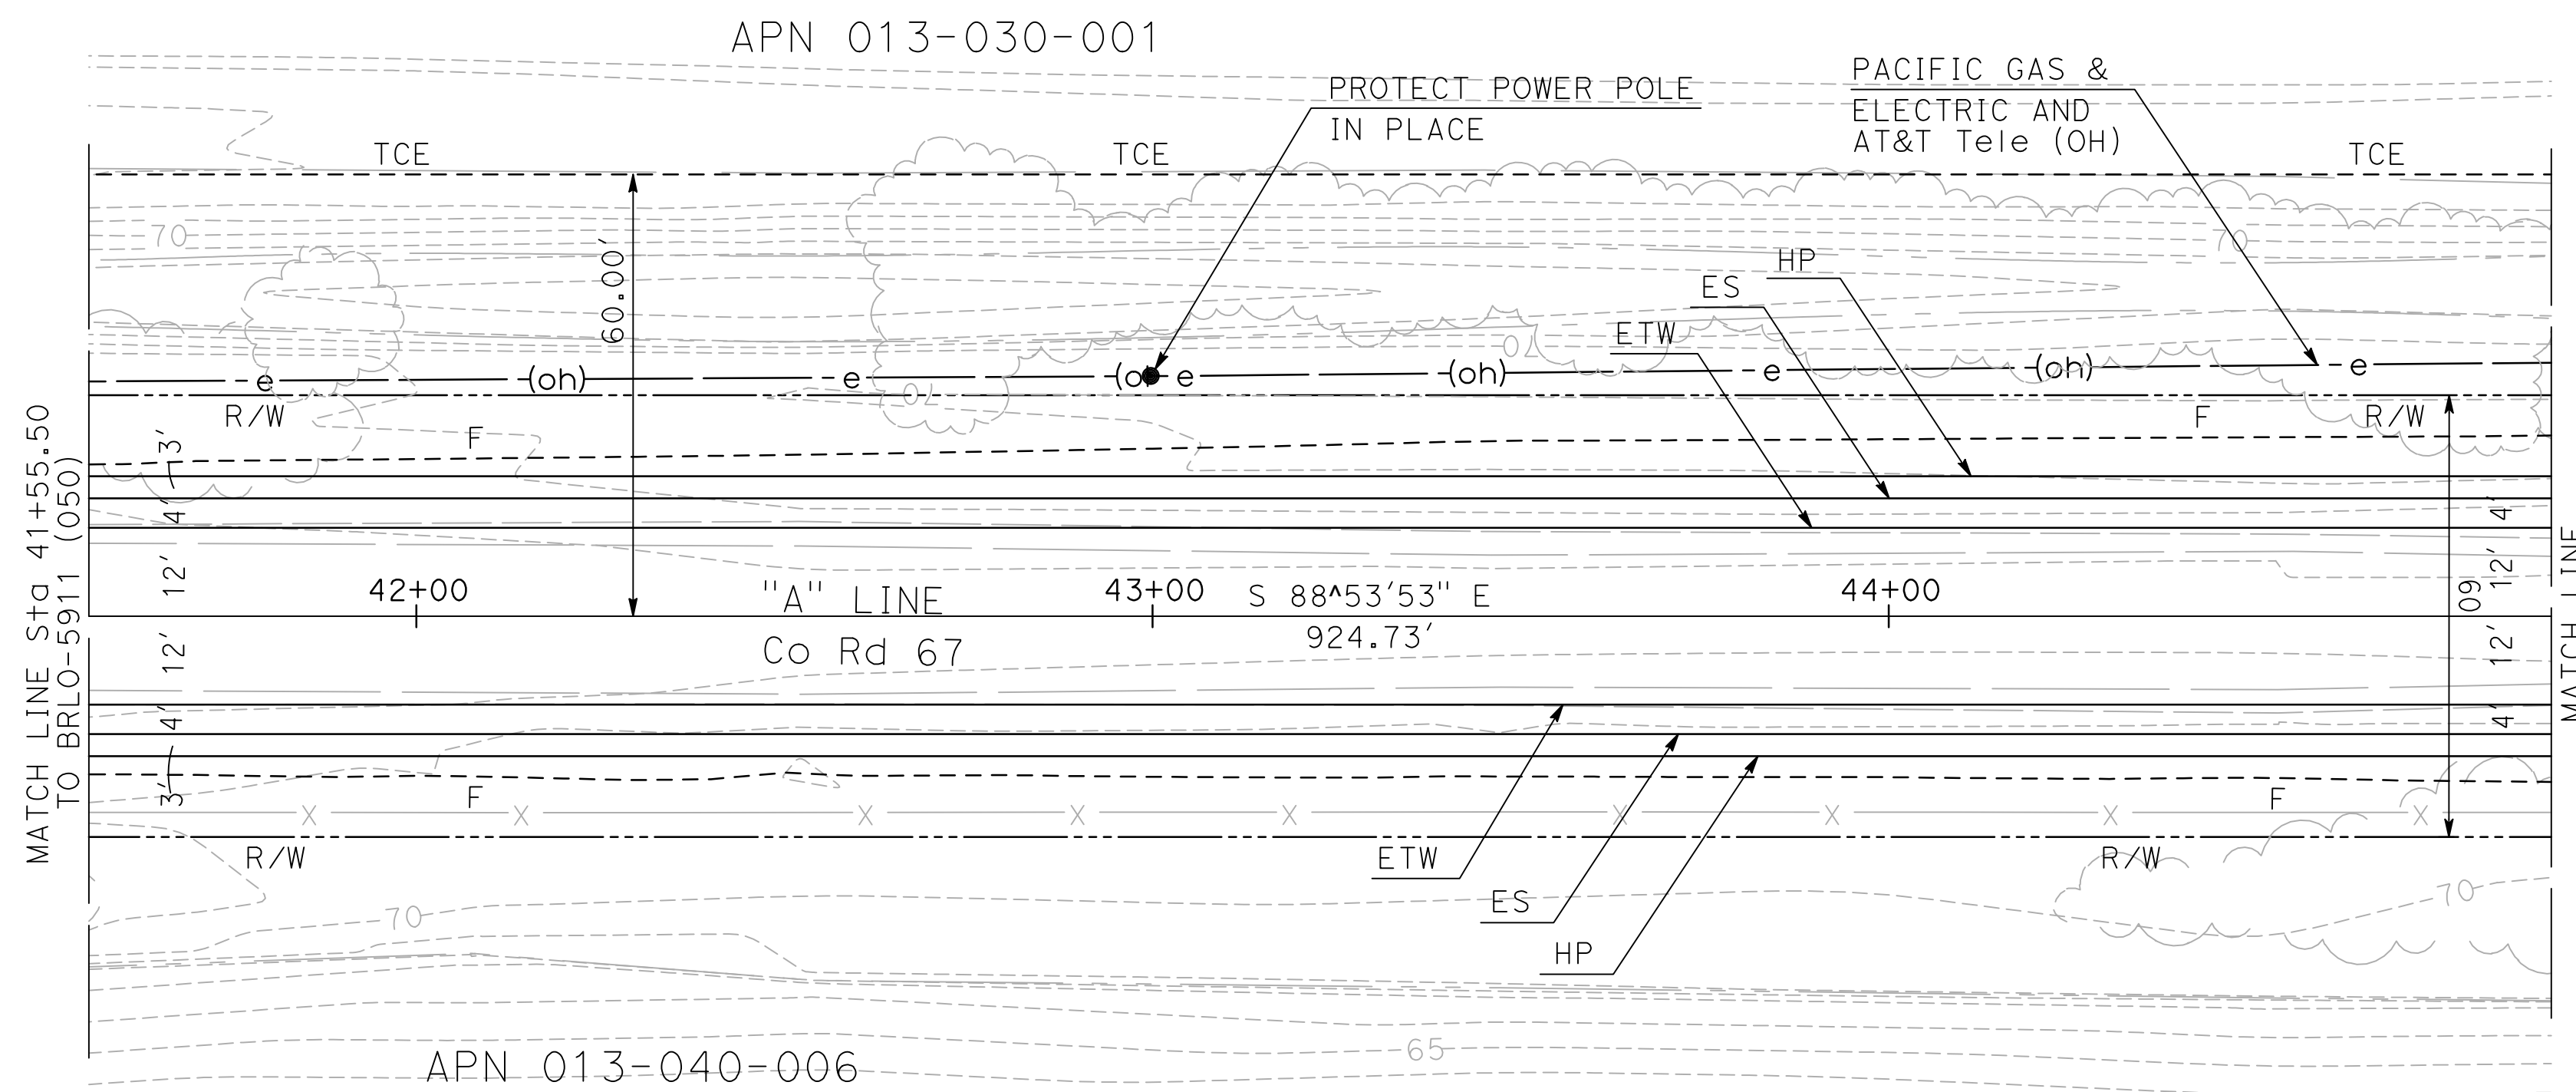 APN 013-030-001
PROTECT POWER POLE
IN PLACE
PACIFIC GAS &
ELECTRIC AND
AT&T Tele (OH)
TCE
TCE
TCE
70
70
60.00'
HP
ES
ETW
70
e
(oh)
e
e
(oh)
e
(oh)
e
70
R/W
F
F
R/W
3'
4'
12'
12'
4'
3'
MATCH LINE Sta 41+55.50
TO BRLO-5911 (050)
42+00
"A" LINE
43+00
S 88^53'53" E
44+00
Co Rd 67
924.73'
60
4'
12'
12'
4'
MATCH LINE
F
X
X
X
X
X
X
X
X
X
F
R/W
R/W
ETW
ES
HP
70
70
65
APN 013-040-006